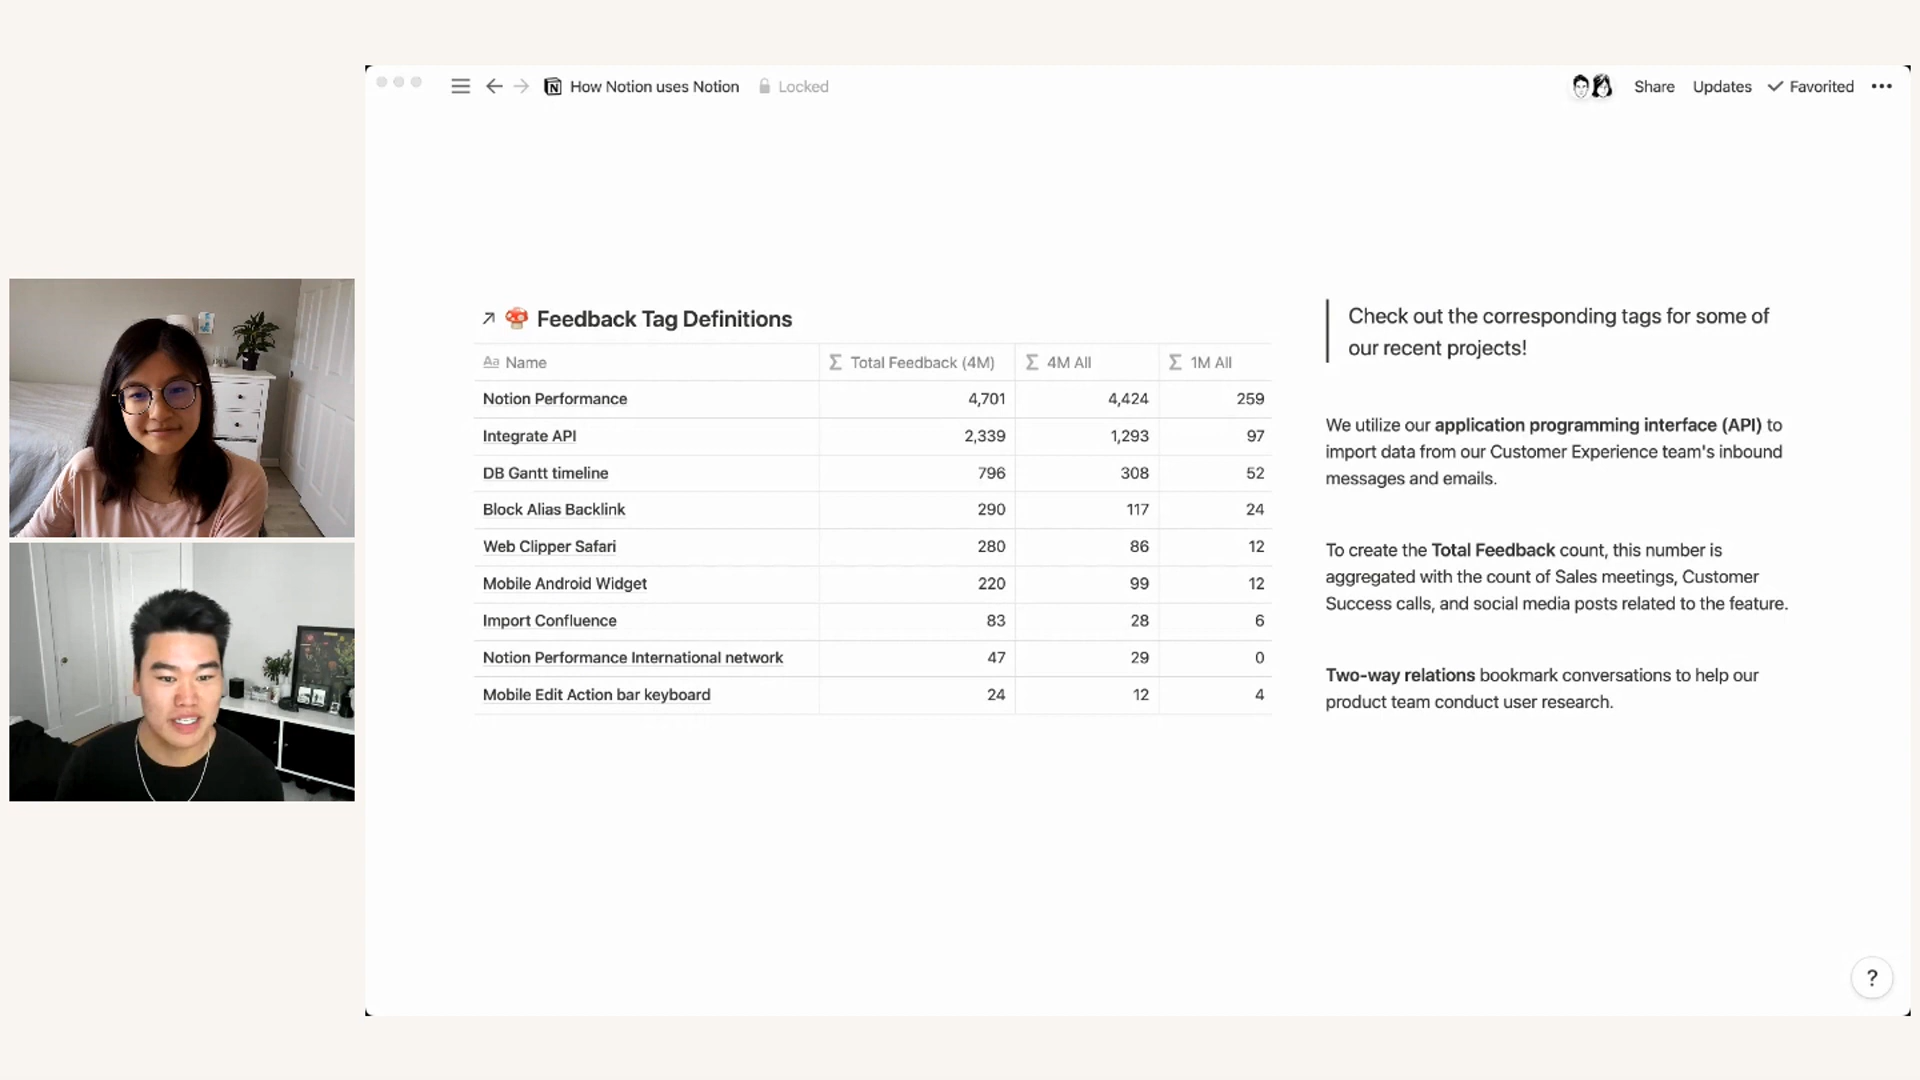 How Notion uses Notion Locked
Share Updates Favorited
Feedback Tag Definitions
Aa Name Σ Total Feedback (4M) Σ 4M All Σ 1M All
Notion Performance 4,701 4,424 259
Integrate API 2,339 1,293 97
DB Gantt timeline 796 308 52
Block Alias Backlink 290 117 24
Web Clipper Safari 280 86 12
Mobile Android Widget 220 99 12
Import Confluence 83 28 6
Notion Performance International network 47 29 0
Mobile Edit Action bar keyboard 24 12 4
Check out the corresponding tags for some of
our recent projects!
We utilize our application programming interface (API) to
import data from our Customer Experience team's inbound
messages and emails.
To create the Total Feedback count, this number is
aggregated with the count of Sales meetings, Customer
Success calls, and social media posts related to the feature.
Two-way relations bookmark conversations to help our
product team conduct user research.
?